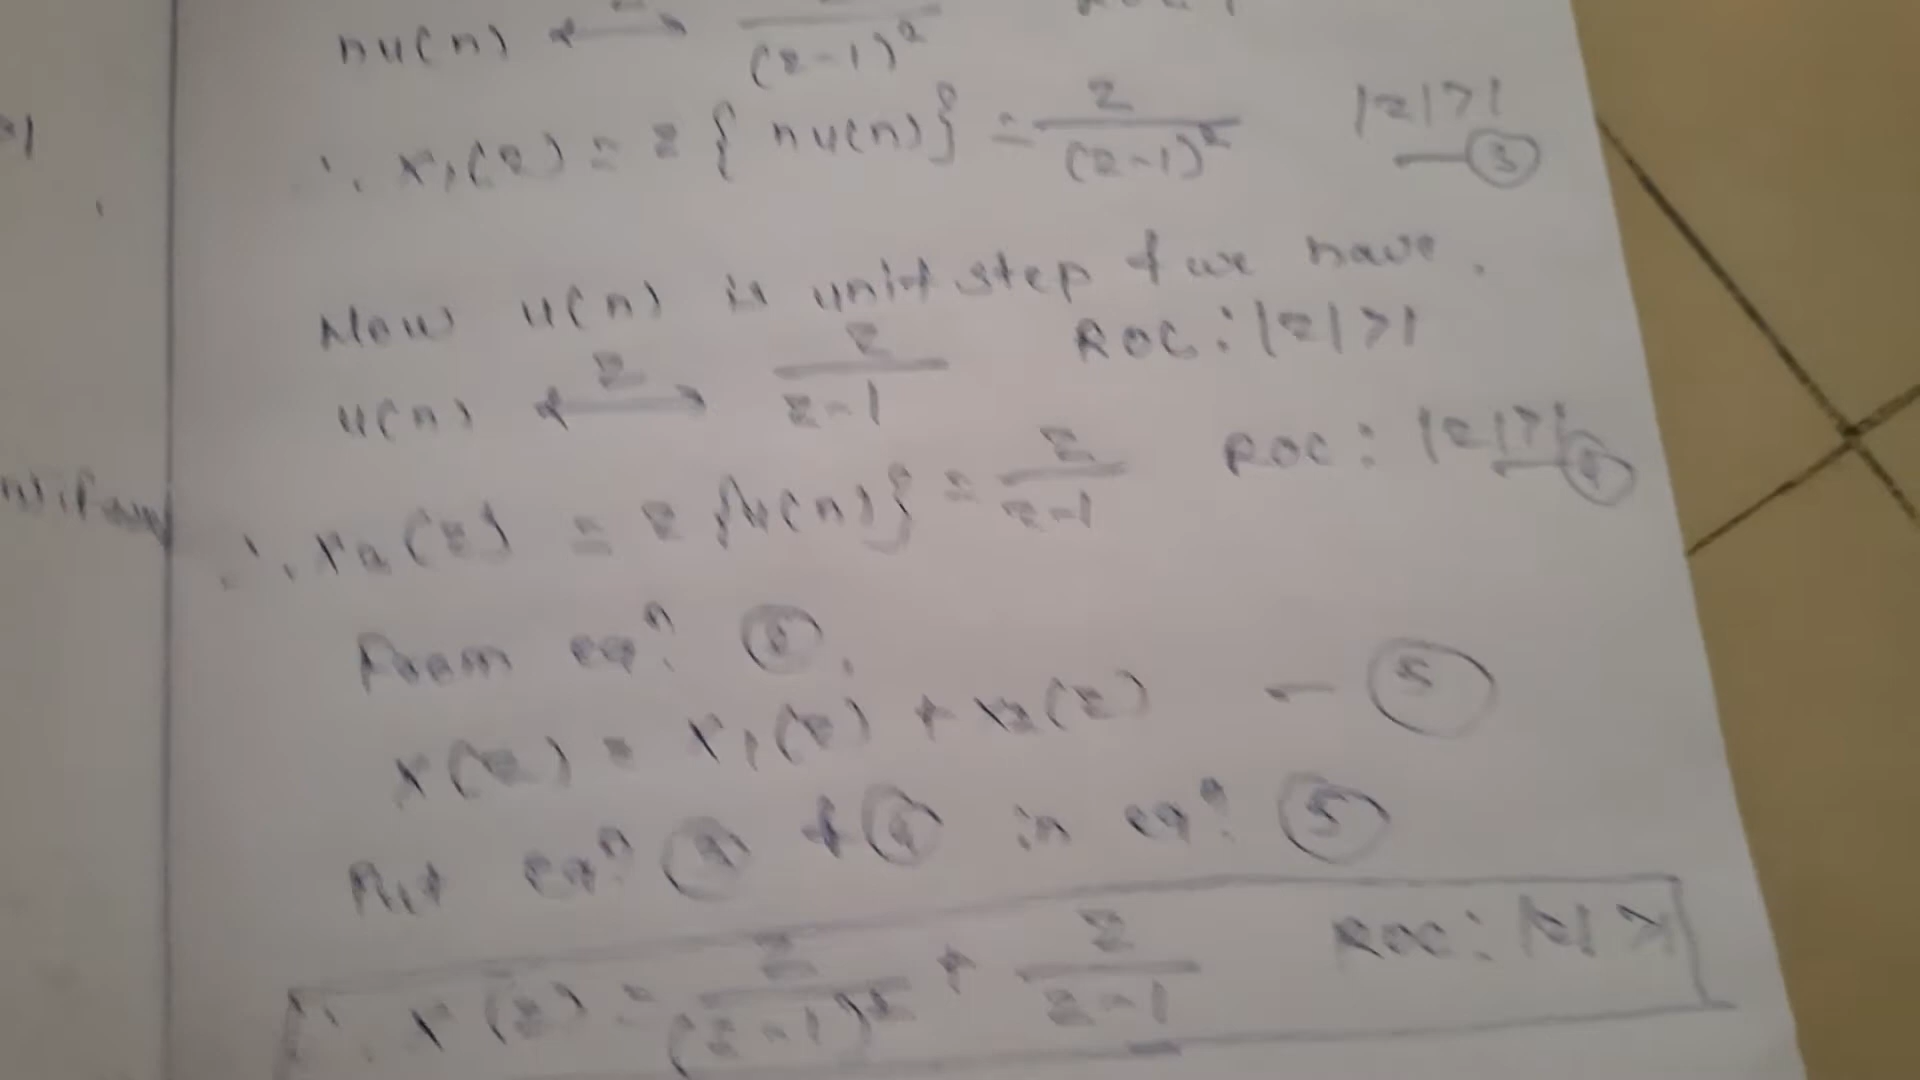 nu(n) ⟷ z/(z-1)²
∴ X₁(z) = z { nu(n)} = z/(z-1)² |z|>1 —③
Now u(n) is unit step & we have.
u(n) ⟷ᶻ z/(z-1) ROC: |z|>1
∴ X₂(z) = z {u(n)} = z/(z-1) ROC: |z|>1 —④
From eqⁿ
X(z) = X₁(z) + X₂(z) — ⑤
Put eqⁿ & ④ in eqⁿ ⑤
∴ X(z) = z/(z-1)² + z/(z-1) ROC: |z| >1